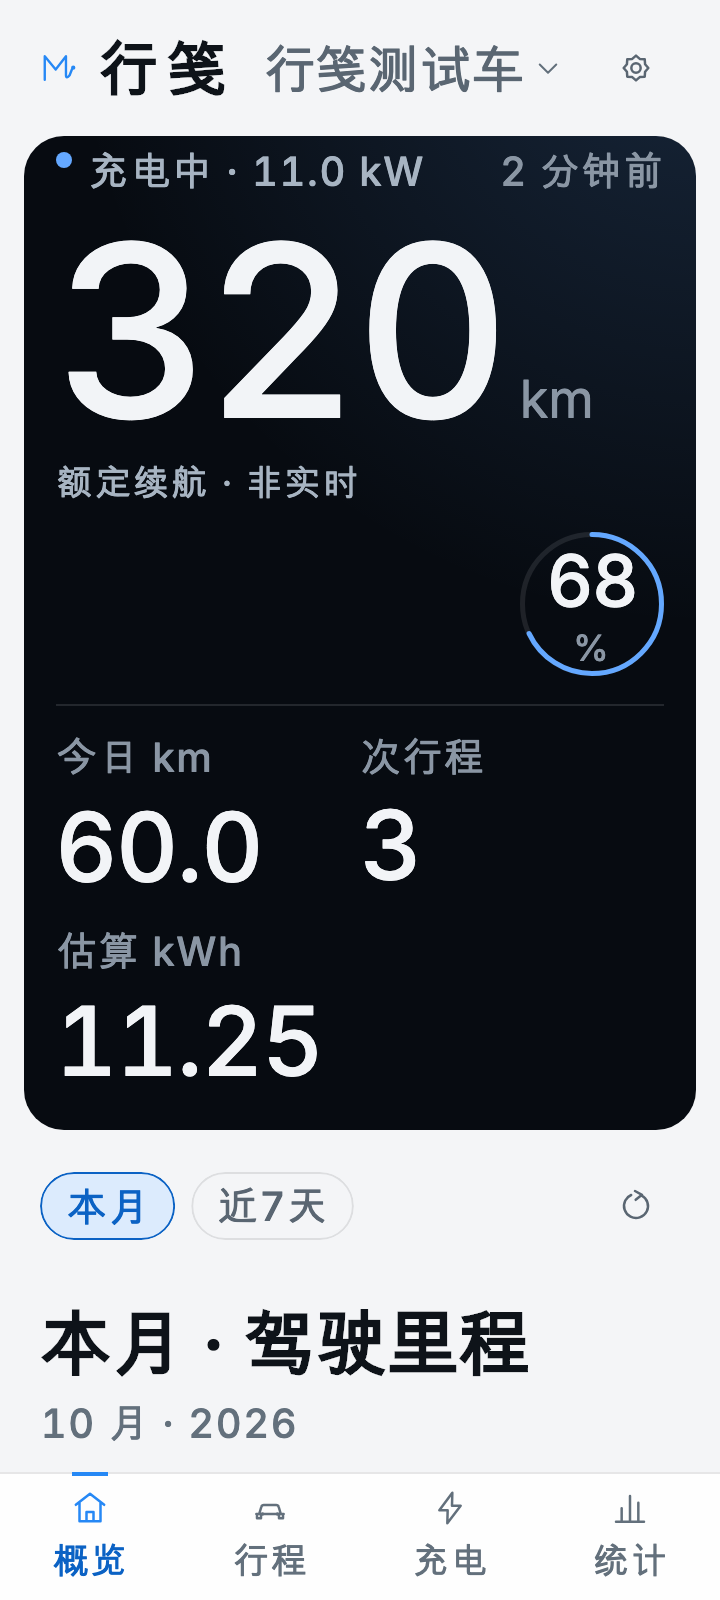 行笺 行笺测试车
充电中 · 11.0 kW 2 分钟前
320 km
额定续航 · 非实时
68
%
今日 km 次行程
60.0 3
估算 kWh
11.25
本月 近7天
本月 · 驾驶里程
10 月 · 2026
概览 行程 充电 统计